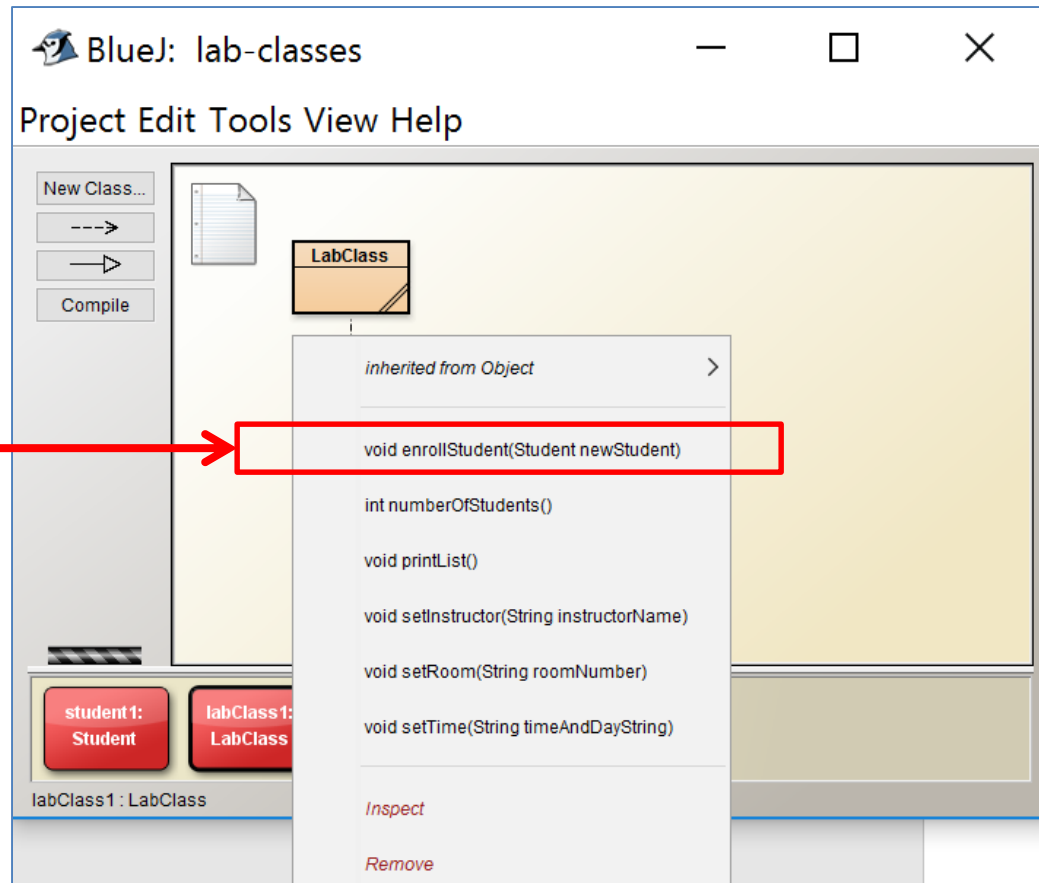 BlueJ: lab-classes
Project Edit Tools View Help
New Class...
Compile
LabClass
inherited from Object
void enrollStudent(Student newStudent)
int numberOfStudents()
void printList()
void setInstructor(String instructorName)
void setRoom(String roomNumber)
void setTime(String timeAndDayString)
Inspect
Remove
student1:
Student
labClass1:
LabClass
labClass1 : LabClass